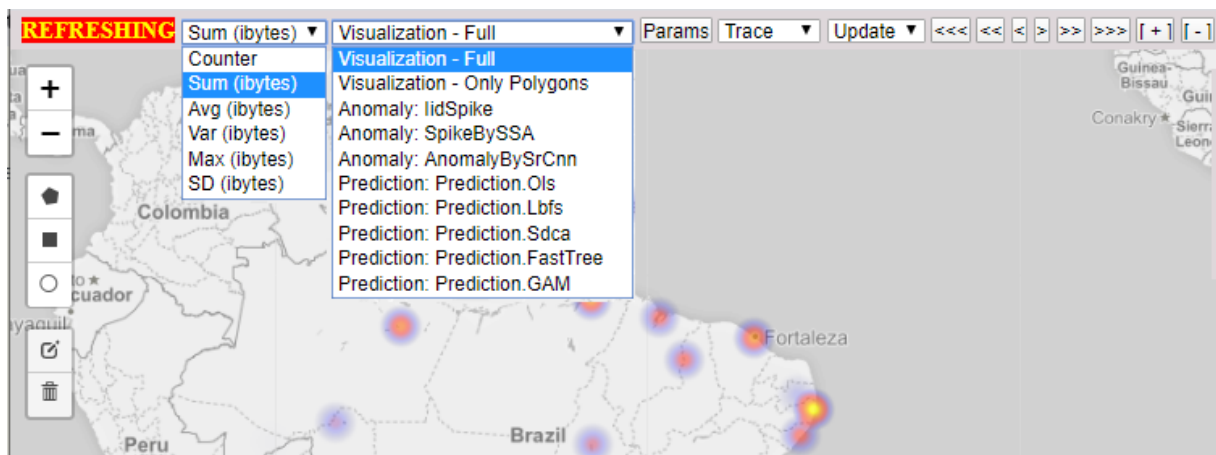 REFRESHING Sum (ibytes) Visualization - Full Params Trace Update <<< << < > >> >>> [ + ] [ - ]
Counter
Sum (ibytes)
Avg (ibytes)
Var (ibytes)
Max (ibytes)
SD (ibytes)
Visualization - Full
Visualization - Only Polygons
Anomaly: IidSpike
Anomaly: SpikeBySSA
Anomaly: AnomalyBySrCnn
Prediction: Prediction.Ols
Prediction: Prediction.Lbfs
Prediction: Prediction.Sdca
Prediction: Prediction.FastTree
Prediction: Prediction.GAM
+
−
Guinea-
Bissau
Conakry
Colombia
cuador
yaquil
Fortaleza
Brazil
Peru